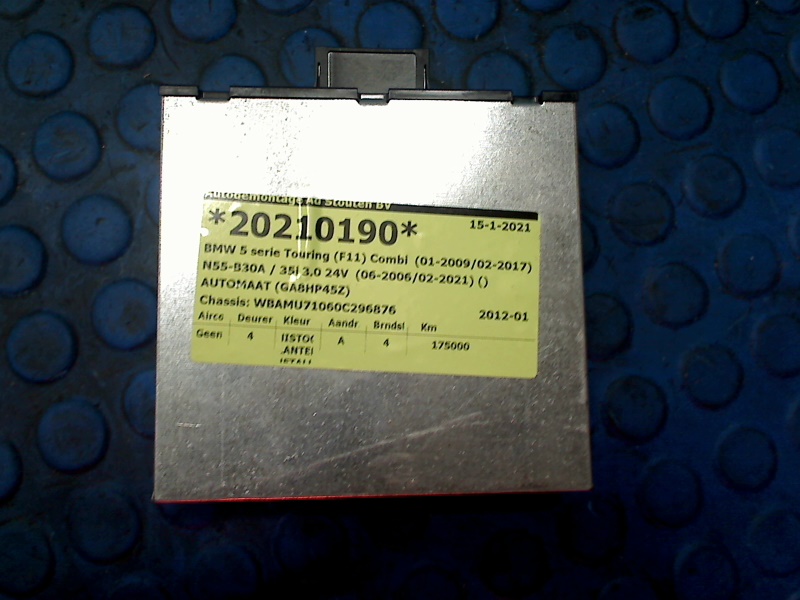 Autodemontage Ad Stouten BV
*20210190* 15-1-2021
BMW 5 serie Touring (F11) Combi (01-2009/02-2017)
N55-B30A / 35i 3.0 24V (06-2006/02-2021) ()
AUTOMAAT (GA8HP45Z)
Chassis: WBAMU71060C296876 2012-01
Airco Deuren Kleur Aandr Brndsl Km
Geen 4 A 4 175000